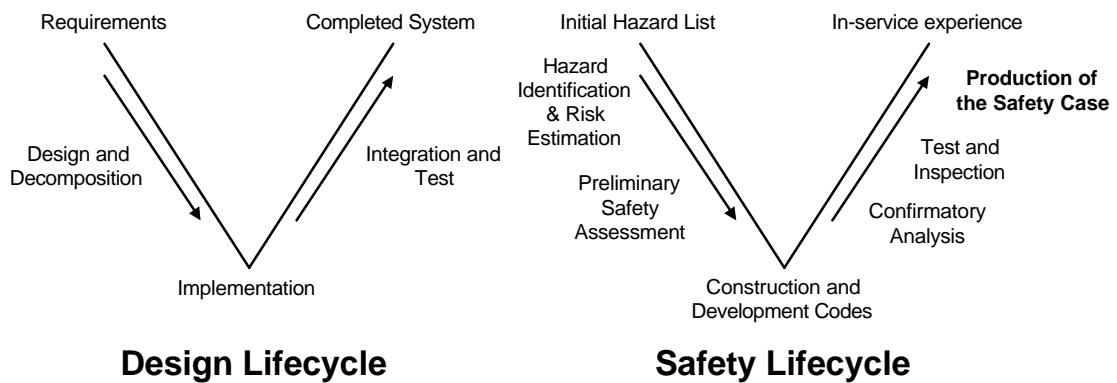 Requirements
Completed System
Design and
Decomposition
Integration and
Test
Implementation
Design Lifecycle
Initial Hazard List
In-service experience
Hazard
Identification
& Risk
Estimation
Production of
the Safety Case
Preliminary
Safety
Assessment
Test and
Inspection
Confirmatory
Analysis
Construction and
Development Codes
Safety Lifecycle